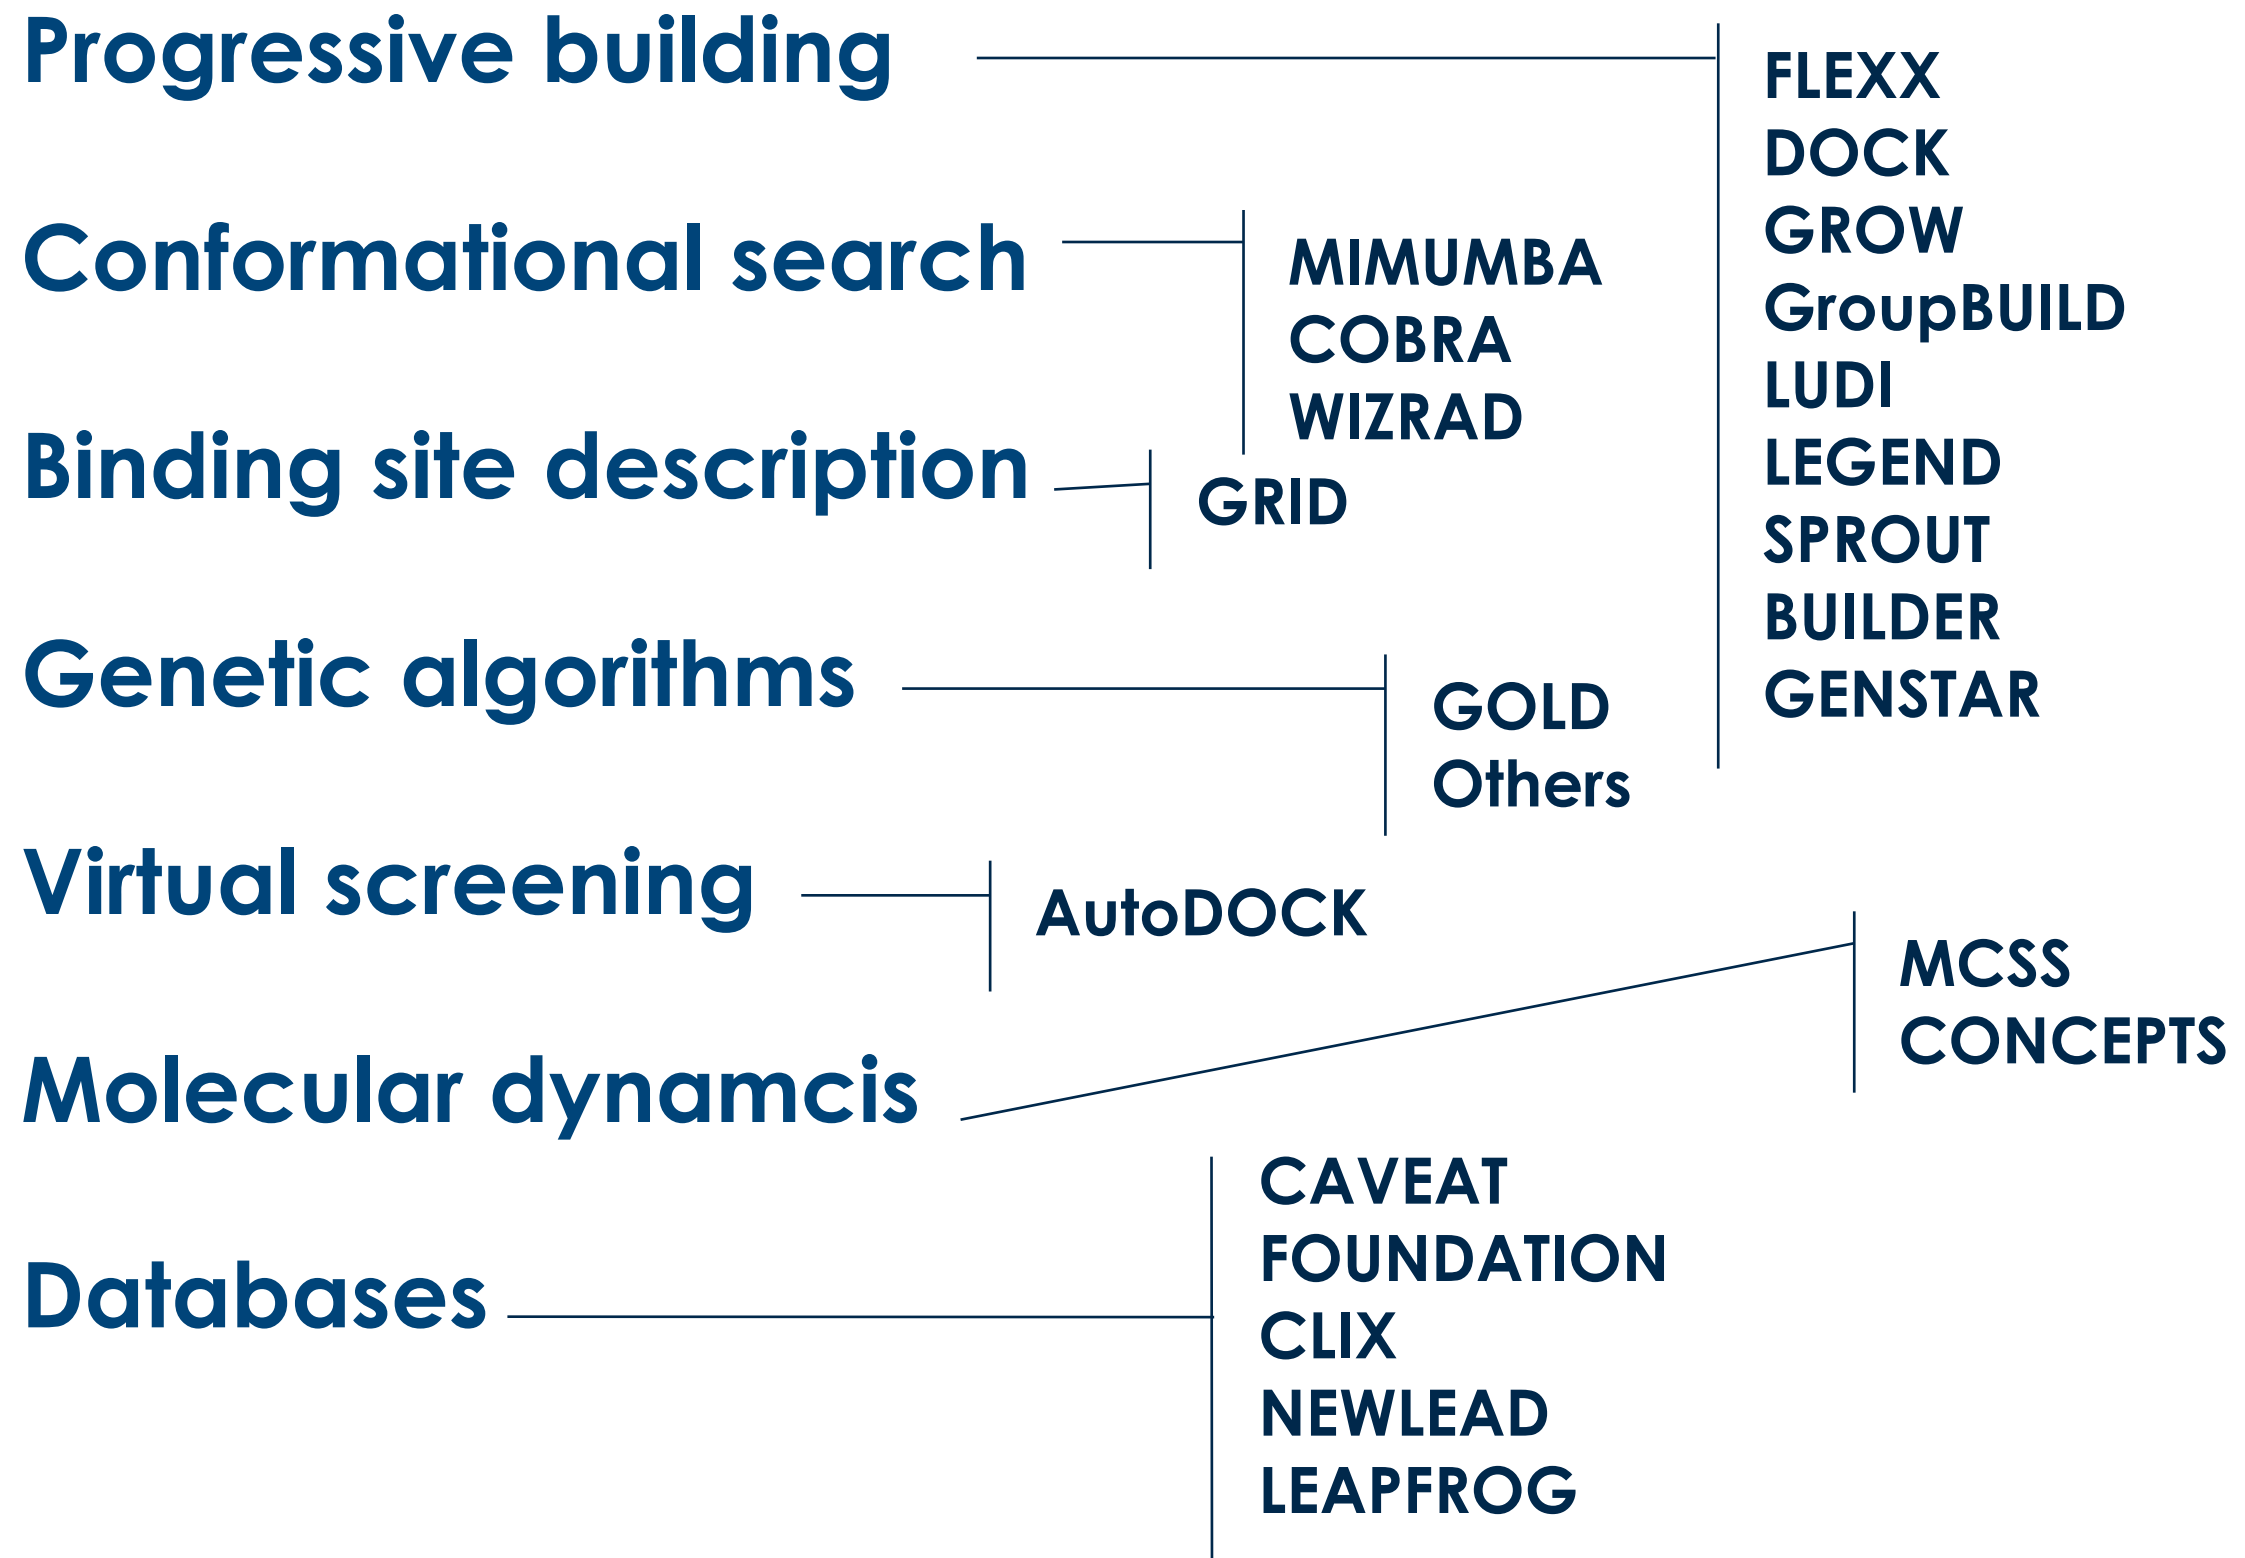 Progressive building
FLEXX
DOCK
GROW
GroupBUILD
LUDI
LEGEND
SPROUT
BUILDER
GENSTAR
Conformational search
MIMUMBA
COBRA
WIZRAD
Binding site description
GRID
Genetic algorithms
GOLD
Others
Virtual screening
AutoDOCK
Molecular dynamcis
MCSS
CONCEPTS
Databases
CAVEAT
FOUNDATION
CLIX
NEWLEAD
LEAPFROG